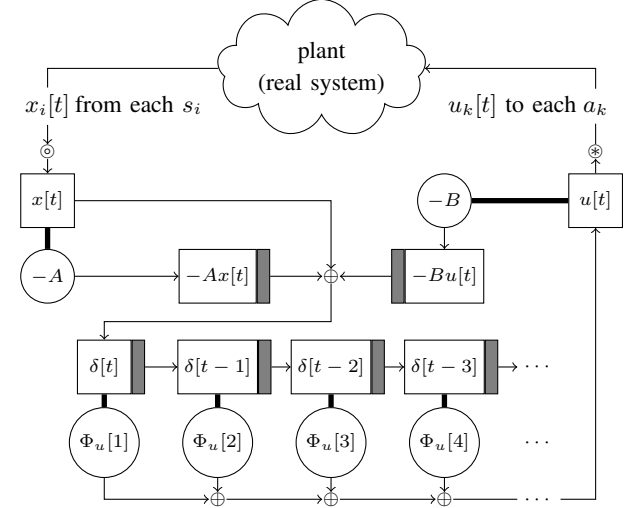 plant
(real system)
x_i[t] from each s_i
u_k[t] to each a_k
x[t]
−B
u[t]
−A
−Ax[t]
−Bu[t]
δ[t]
δ[t − 1]
δ[t − 2]
δ[t − 3]
· · ·
Φ_u[1]
Φ_u[2]
Φ_u[3]
Φ_u[4]
· · ·
· · ·